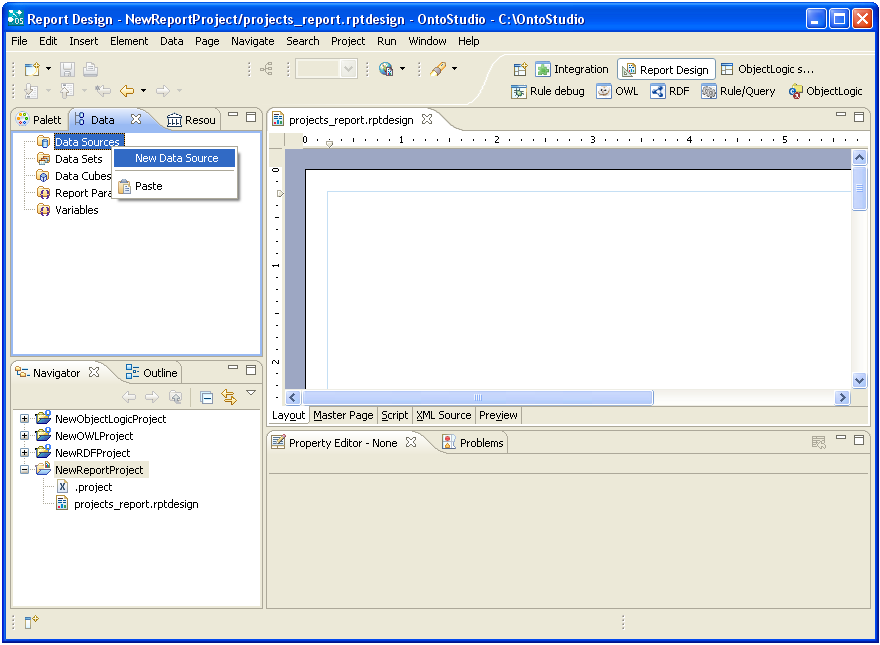 Report Design - NewReportProject/projects_report.rptdesign - OntoStudio - C:\OntoStudio
File Edit Insert Element Data Page Navigate Search Project Run Window Help
Integration Report Design ObjectLogic s...
Rule debug OWL RDF Rule/Query ObjectLogic
Palett Data Resou
Data Sources
Data Sets
Data Cubes
Report Para
Variables
New Data Source
Paste
projects_report.rptdesign
0 1 2 3 4 5
0
1
2
Layout Master Page Script XML Source Preview
Navigator Outline
NewObjectLogicProject
NewOWLProject
NewRDFProject
NewReportProject
.project
projects_report.rptdesign
Property Editor - None Problems